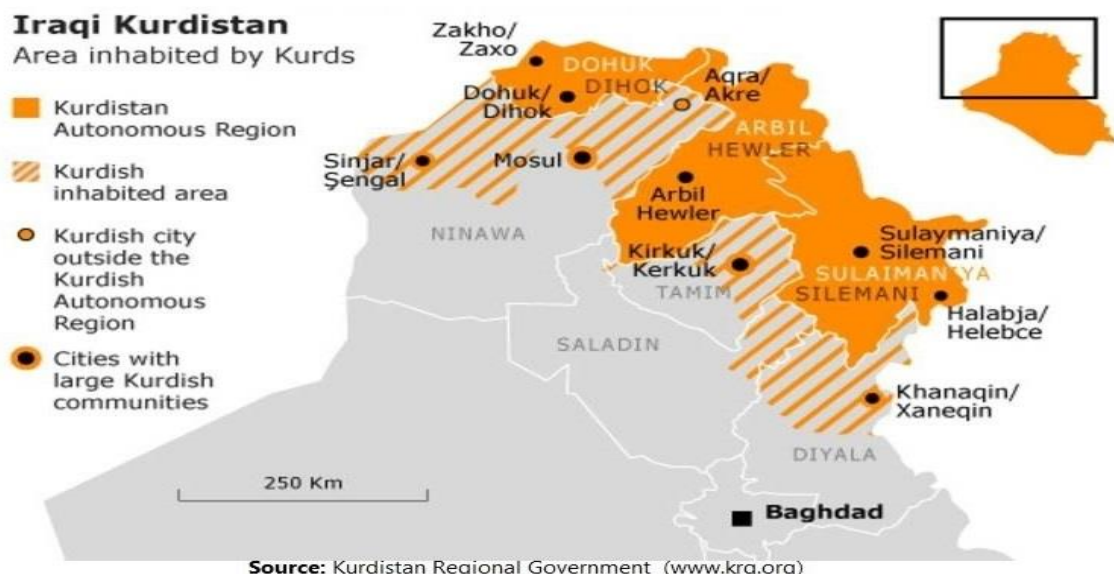 Iraqi Kurdistan
Area inhabited by Kurds
Kurdistan
Autonomous Region
Kurdish
inhabited area
Kurdish city
outside the
Kurdish
Autonomous
Region
Cities with
large Kurdish
communities
Zakho/
Zaxo
DOHUK
DIHOK
Dohuk/
Dihok
Aqra/
Akre
ARBIL
HEWLER
Sinjar/
Şengal
Mosul
Arbil
Hewler
NINAWA
Kirkuk/
Kerkuk
TAMIM
Sulaymaniya/
Silemani
SULAIMANIYA
SILEMANI
Halabja/
Helebce
SALADIN
Khanaqin/
Xaneqin
DIYALA
250 Km
Baghdad
Source: Kurdistan Regional Government (www.krg.org)